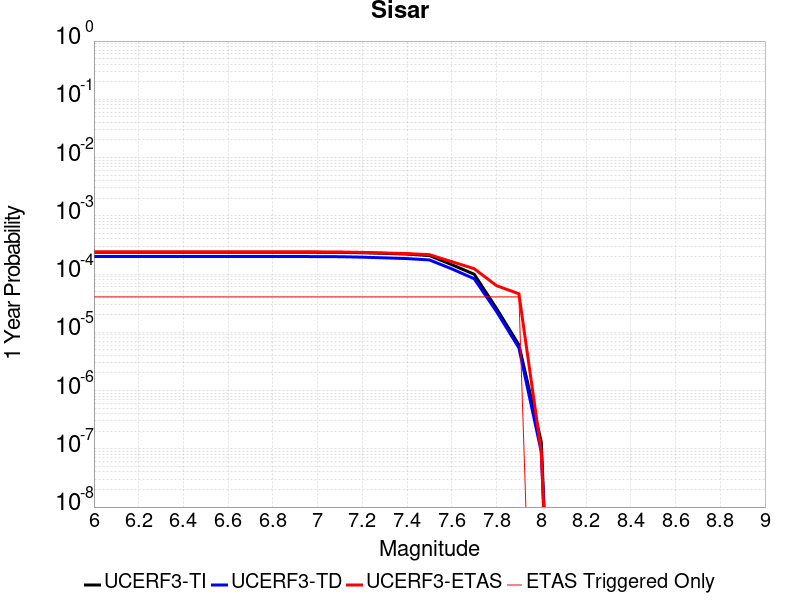 Sisar
10^0
10^-1
10^-2
10^-3
10^-4
10^-5
10^-6
10^-7
10^-8
1 Year Probability
6 6.2 6.4 6.6 6.8 7 7.2 7.4 7.6 7.8 8 8.2 8.4 8.6 8.8 9
Magnitude
UCERF3-TI UCERF3-TD UCERF3-ETAS ETAS Triggered Only